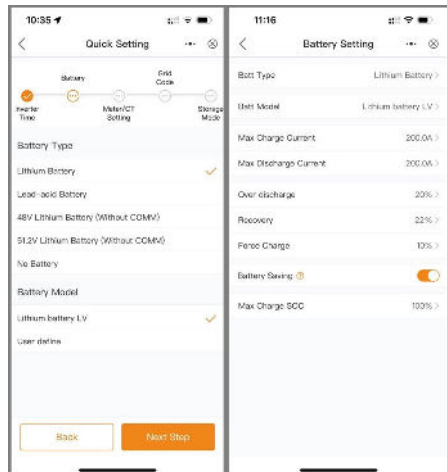 10:35
Quick Setting
Battery
Grid
Code
Inverter
Time
Meter/CT
Setting
Storage
Mode
Battery Type
Lithium Battery
Lead-acid Battery
48V Lithium Battery (Without COMM)
51.2V Lithium Battery (Without COMM)
No Battery
Battery Model
Lithium battery LV
User define
Back
Next Step
11:16
Battery Setting
Batt Type
Lithium Battery
Batt Model
Lithium battery LV
Max Charge Current
200.0A
Max Discharge Current
200.0A
Over discharge
20%
Recovery
22%
Force Charge
10%
Battery Saving
Max Charge SOC
100%